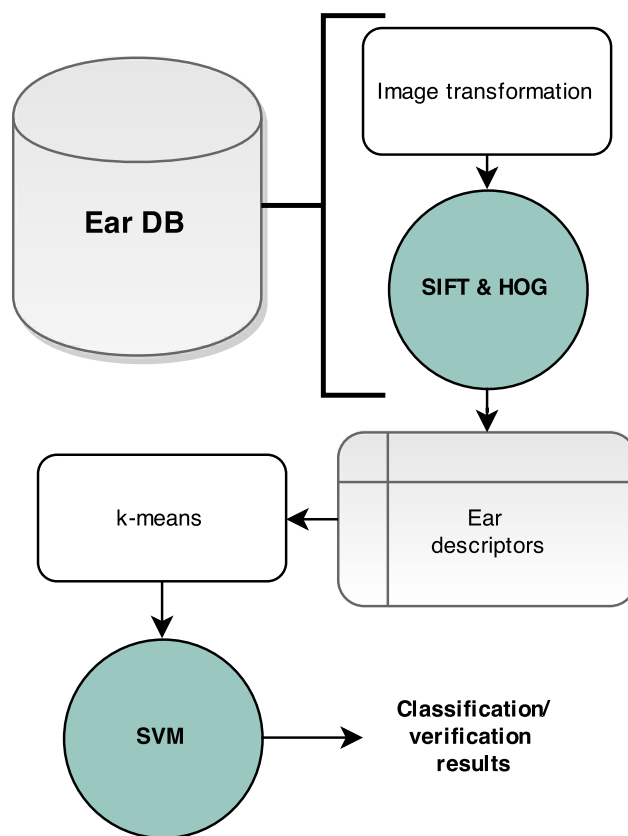 Image transformation
Ear DB
SIFT & HOG
Ear
descriptors
k-means
SVM
Classification/
verification
results